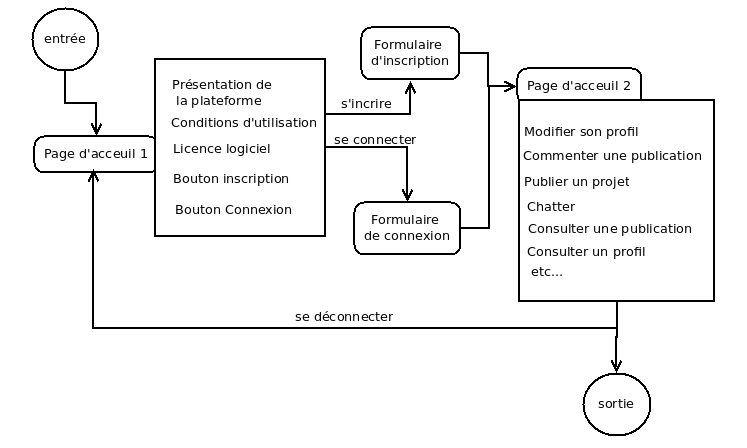 entrée
Page d'acceuil 1
Présentation de
la plateforme
Conditions d'utilisation
Licence logiciel
Bouton inscription
Bouton Connexion
s'incrire
se connecter
Formulaire
d'inscription
Formulaire
de connexion
Page d'acceuil 2
Modifier son profil
Commenter une publication
Publier un projet
Chatter
Consulter une publication
Consulter un profil
etc...
se déconnecter
sortie